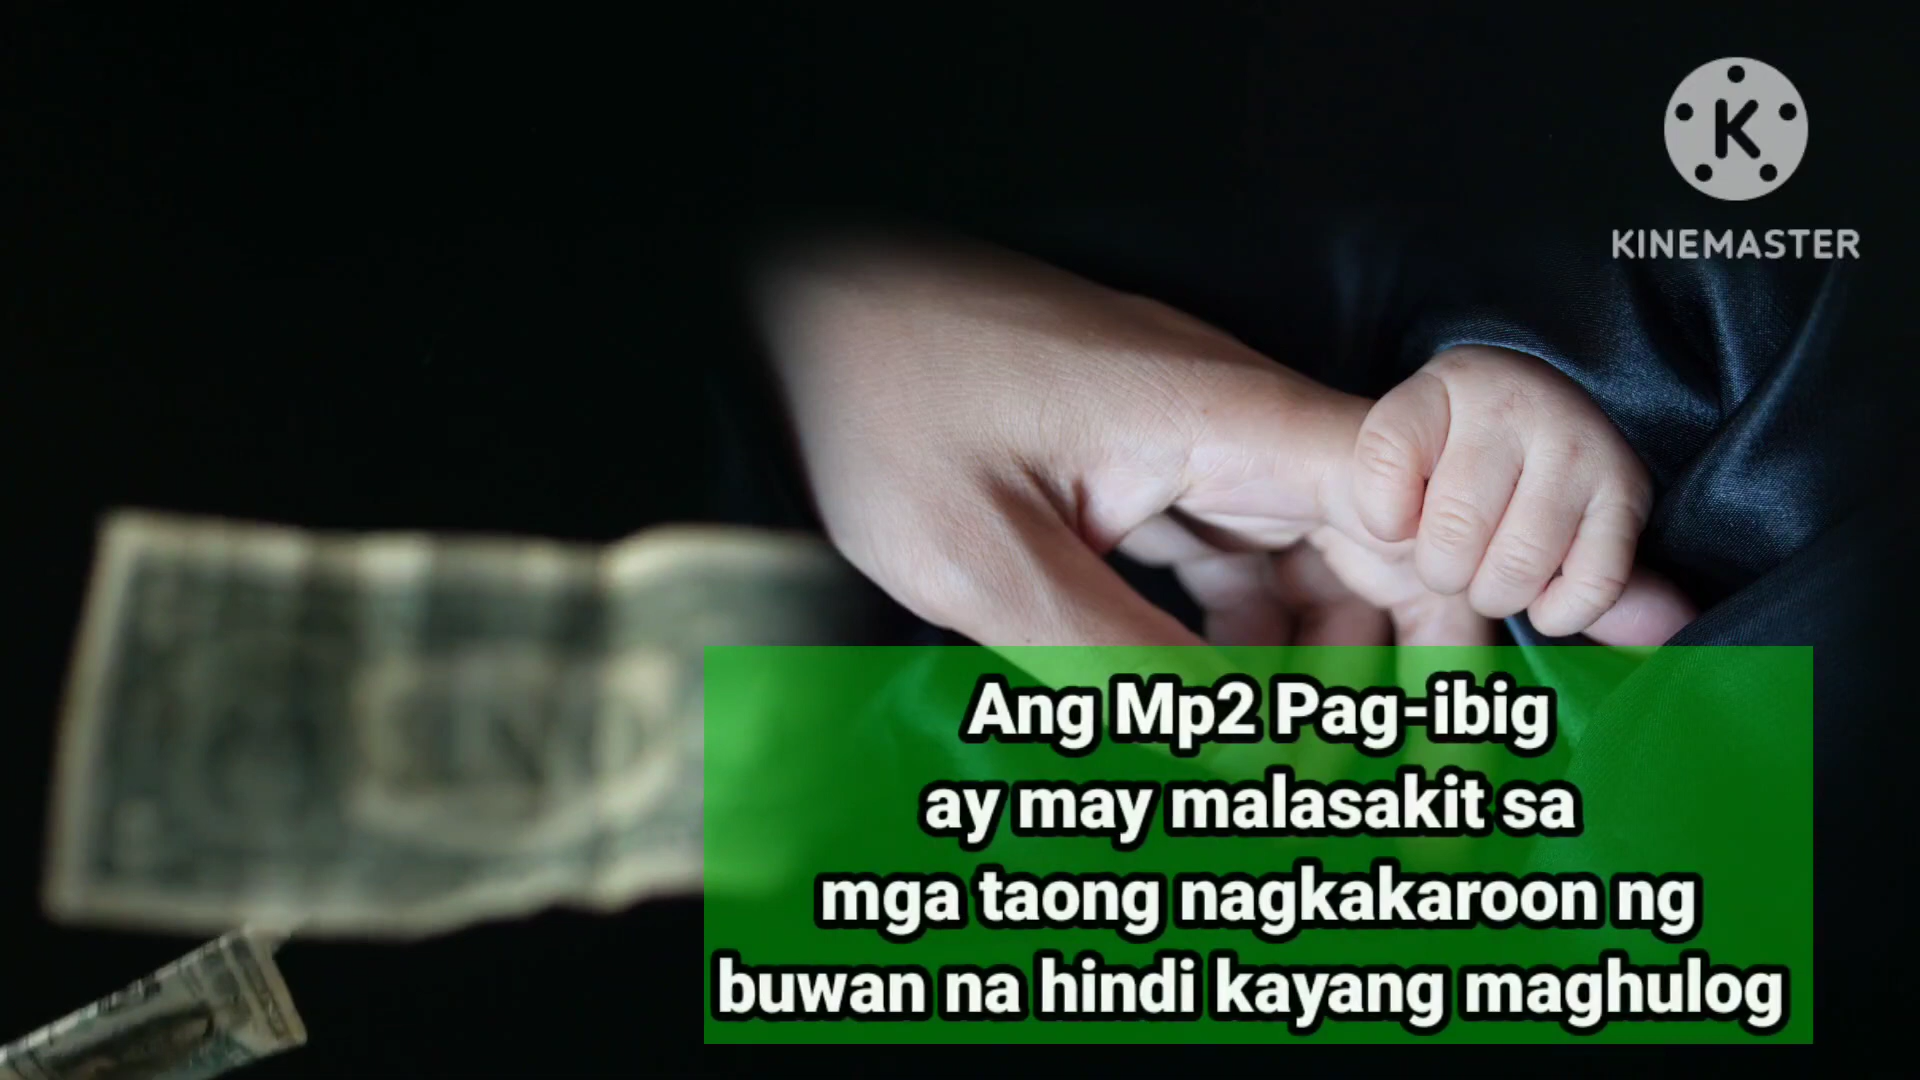 K
KINEMASTER
Ang Mp2 Pag-ibig
ay may malasakit sa
mga taong nagkakaroon ng
buwan na hindi kayang maghulog